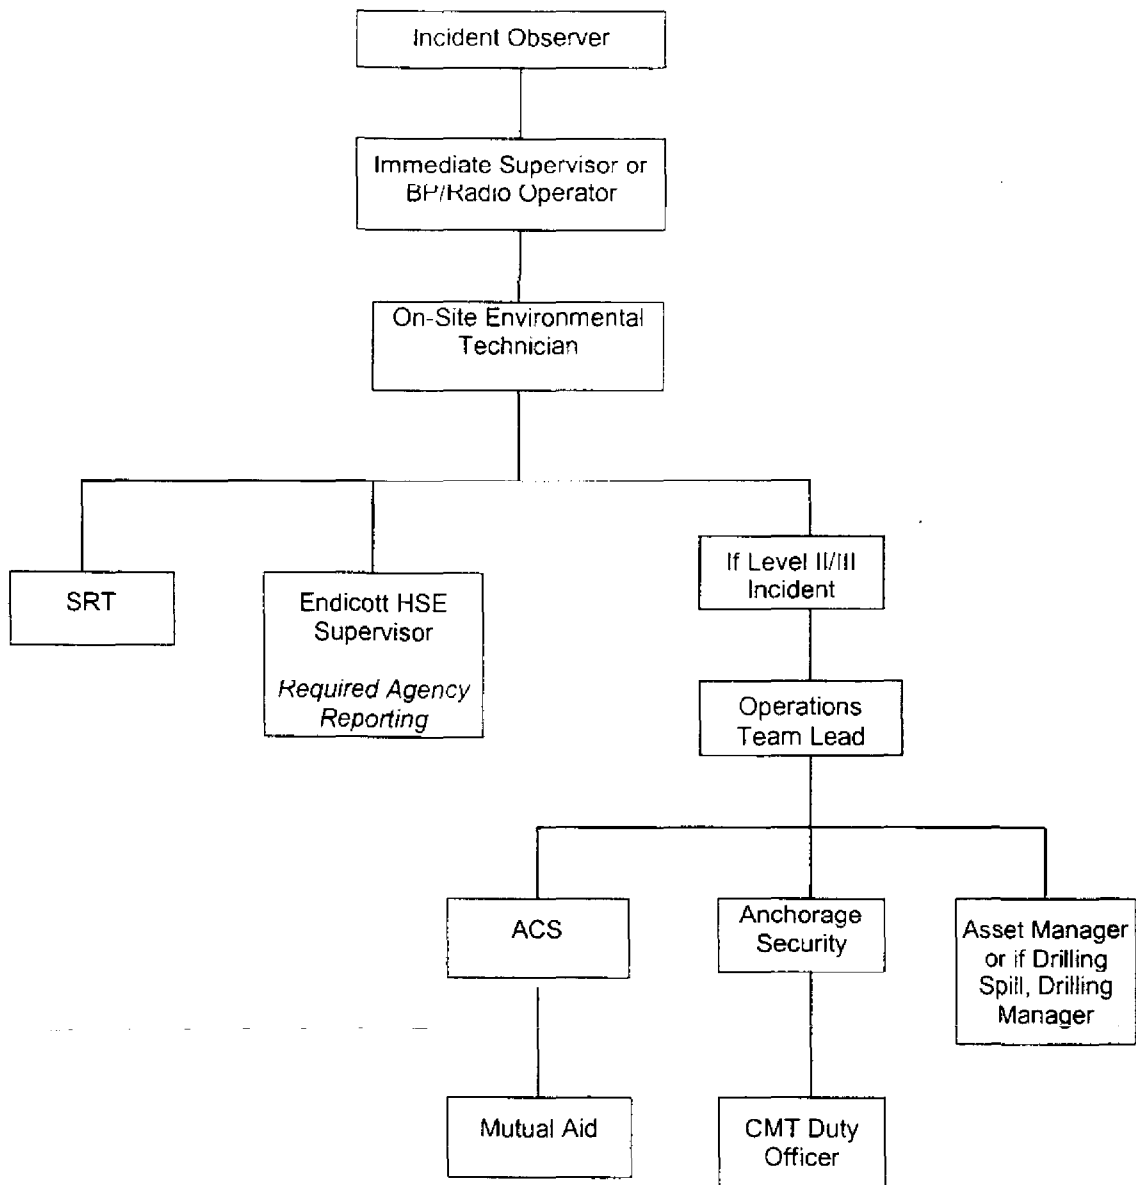 Incident Observer
Immediate Supervisor or
BP/Radio Operator
On-Site Environmental
Technician
If Level II/III
Incident
SRT
Endicott HSE
Supervisor
Required Agency
Reporting
Operations
Team Lead
ACS
Anchorage
Security
Asset Manager
or if Drilling
Spill, Drilling
Manager
Mutual Aid
CMT Duty
Officer